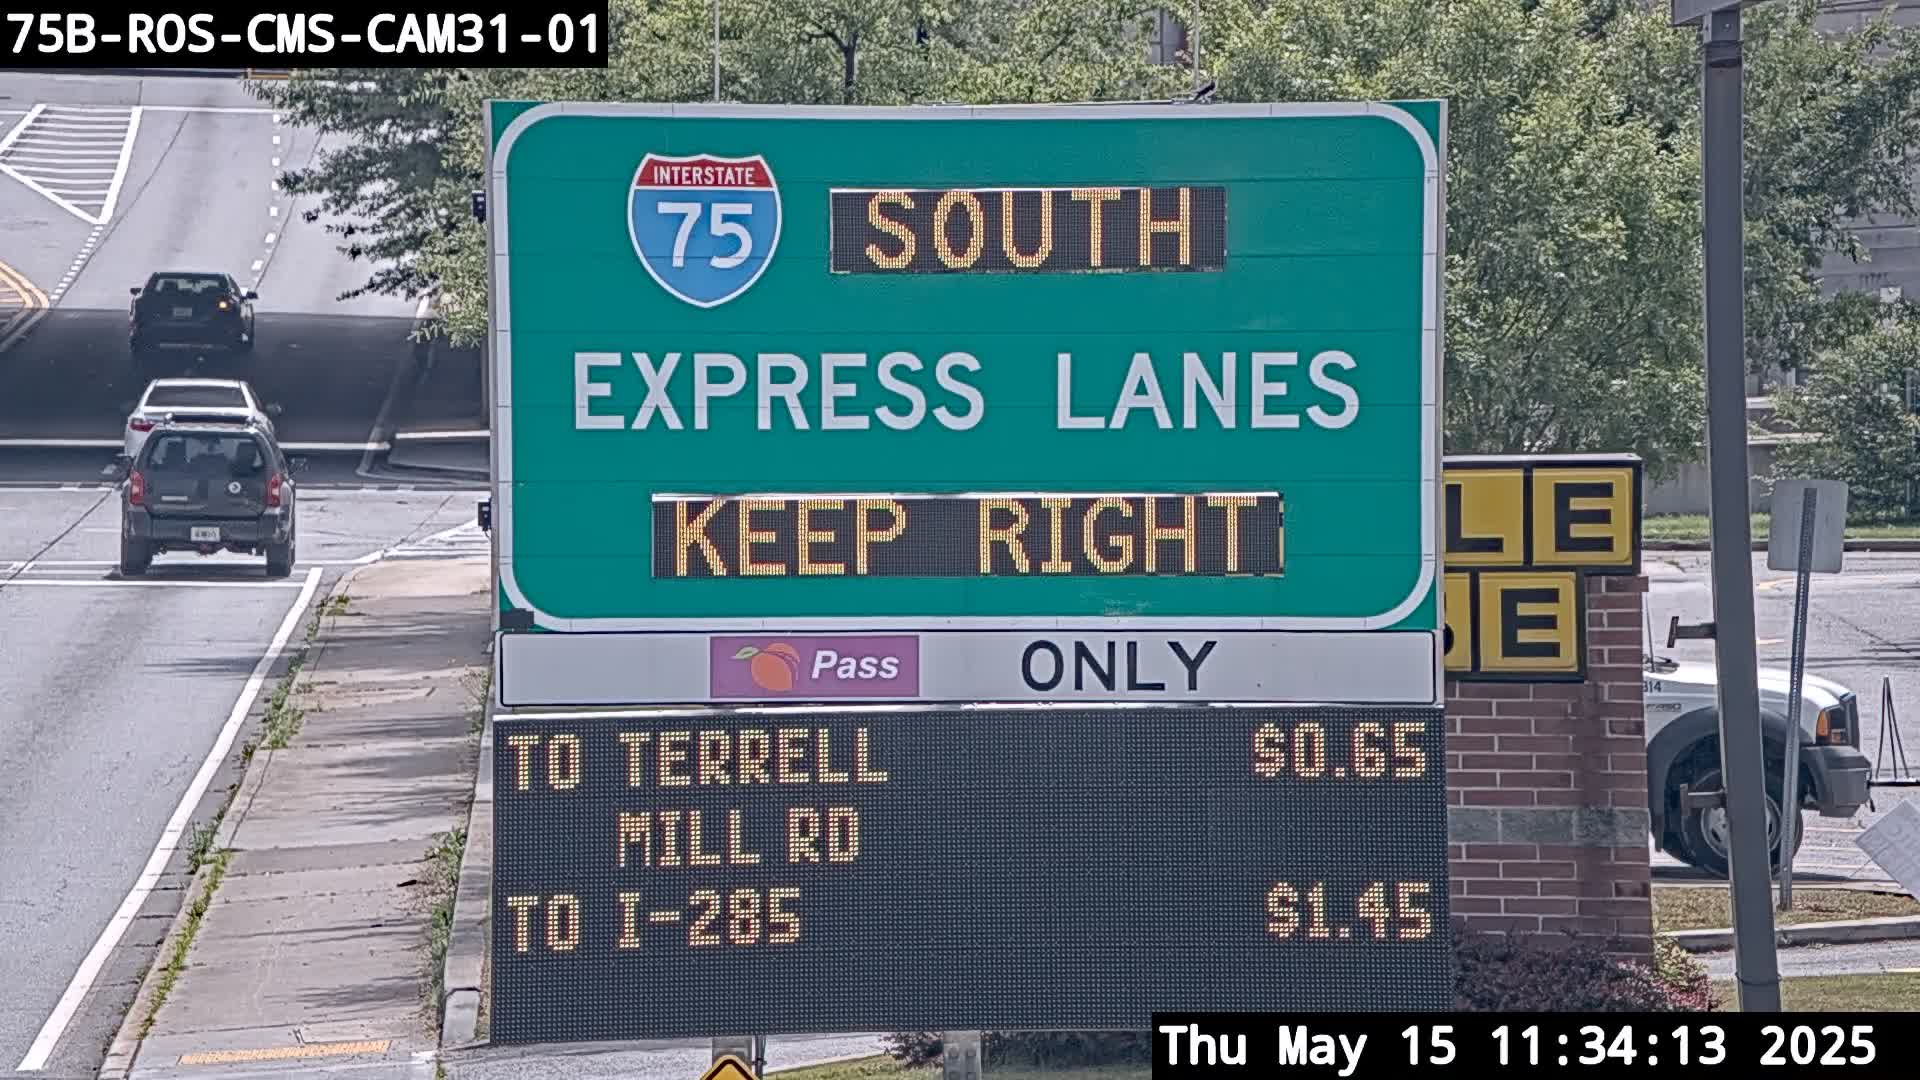 75B-ROS-CMS-CAM31-01
INTERSTATE
75
SOUTH
EXPRESS LANES
KEEP RIGHT
Pass ONLY
TO TERRELL $0.65
MILL RD
TO I-285 $1.45
LE
E
Thu May 15 11:34:13 2025